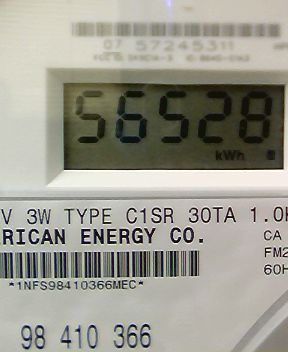 07 57245311
56528
kWh
V 3W TYPE C1SR 30TA 1.0K
RICAN ENERGY CO.
CA
FM2
60H
*1NFS98410366MEC*
98 410 366